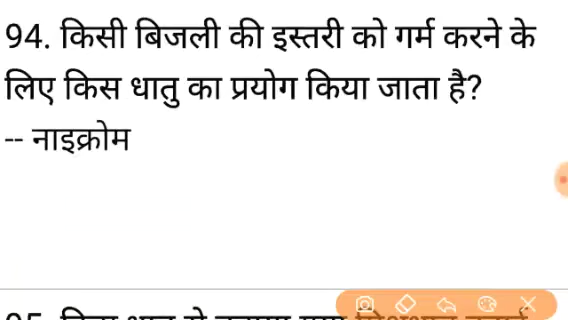 94. किसी बिजली की इस्तरी को गर्म करने के
लिए किस धातु का प्रयोग किया जाता है?
-- नाइक्रोम